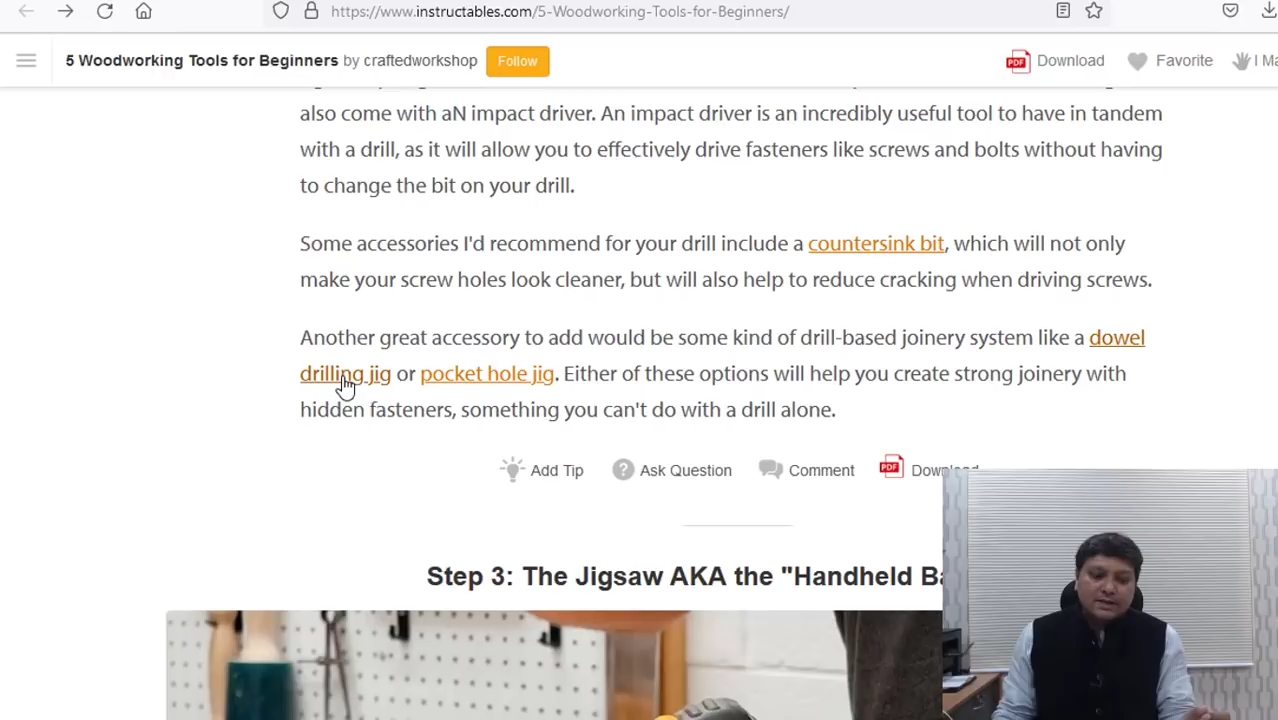 https://www.instructables.com/5-Woodworking-Tools-for-Beginners/
5 Woodworking Tools for Beginners by craftedworkshop Follow PDF Download Favorite I Ma
also come with aN impact driver. An impact driver is an incredibly useful tool to have in tandem
with a drill, as it will allow you to effectively drive fasteners like screws and bolts without having
to change the bit on your drill.
Some accessories I'd recommend for your drill include a countersink bit, which will not only
make your screw holes look cleaner, but will also help to reduce cracking when driving screws.
Another great accessory to add would be some kind of drill-based joinery system like a dowel
drilling jig or pocket hole jig. Either of these options will help you create strong joinery with
hidden fasteners, something you can't do with a drill alone.
Add Tip ? Ask Question Comment PDF Download
Step 3: The Jigsaw AKA the "Handheld Ba